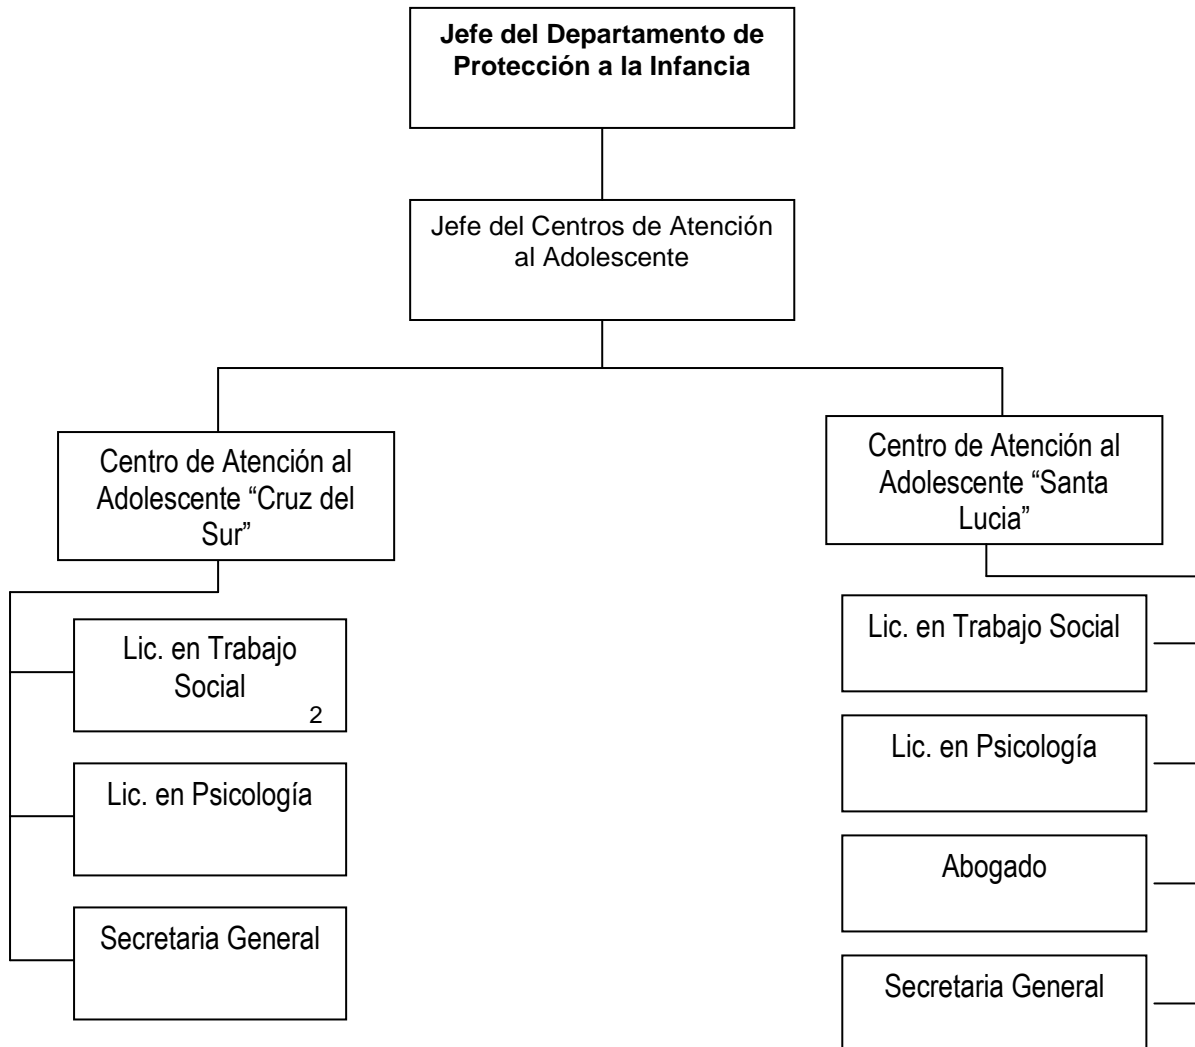 Jefe del Departamento de
Protección a la Infancia
Jefe del Centros de Atención
al Adolescente
Centro de Atención al
Adolescente “Cruz del
Sur”
Lic. en Trabajo
Social
2
Lic. en Psicología
Secretaria General
Centro de Atención al
Adolescente “Santa
Lucia”
Lic. en Trabajo Social
Lic. en Psicología
Abogado
Secretaria General